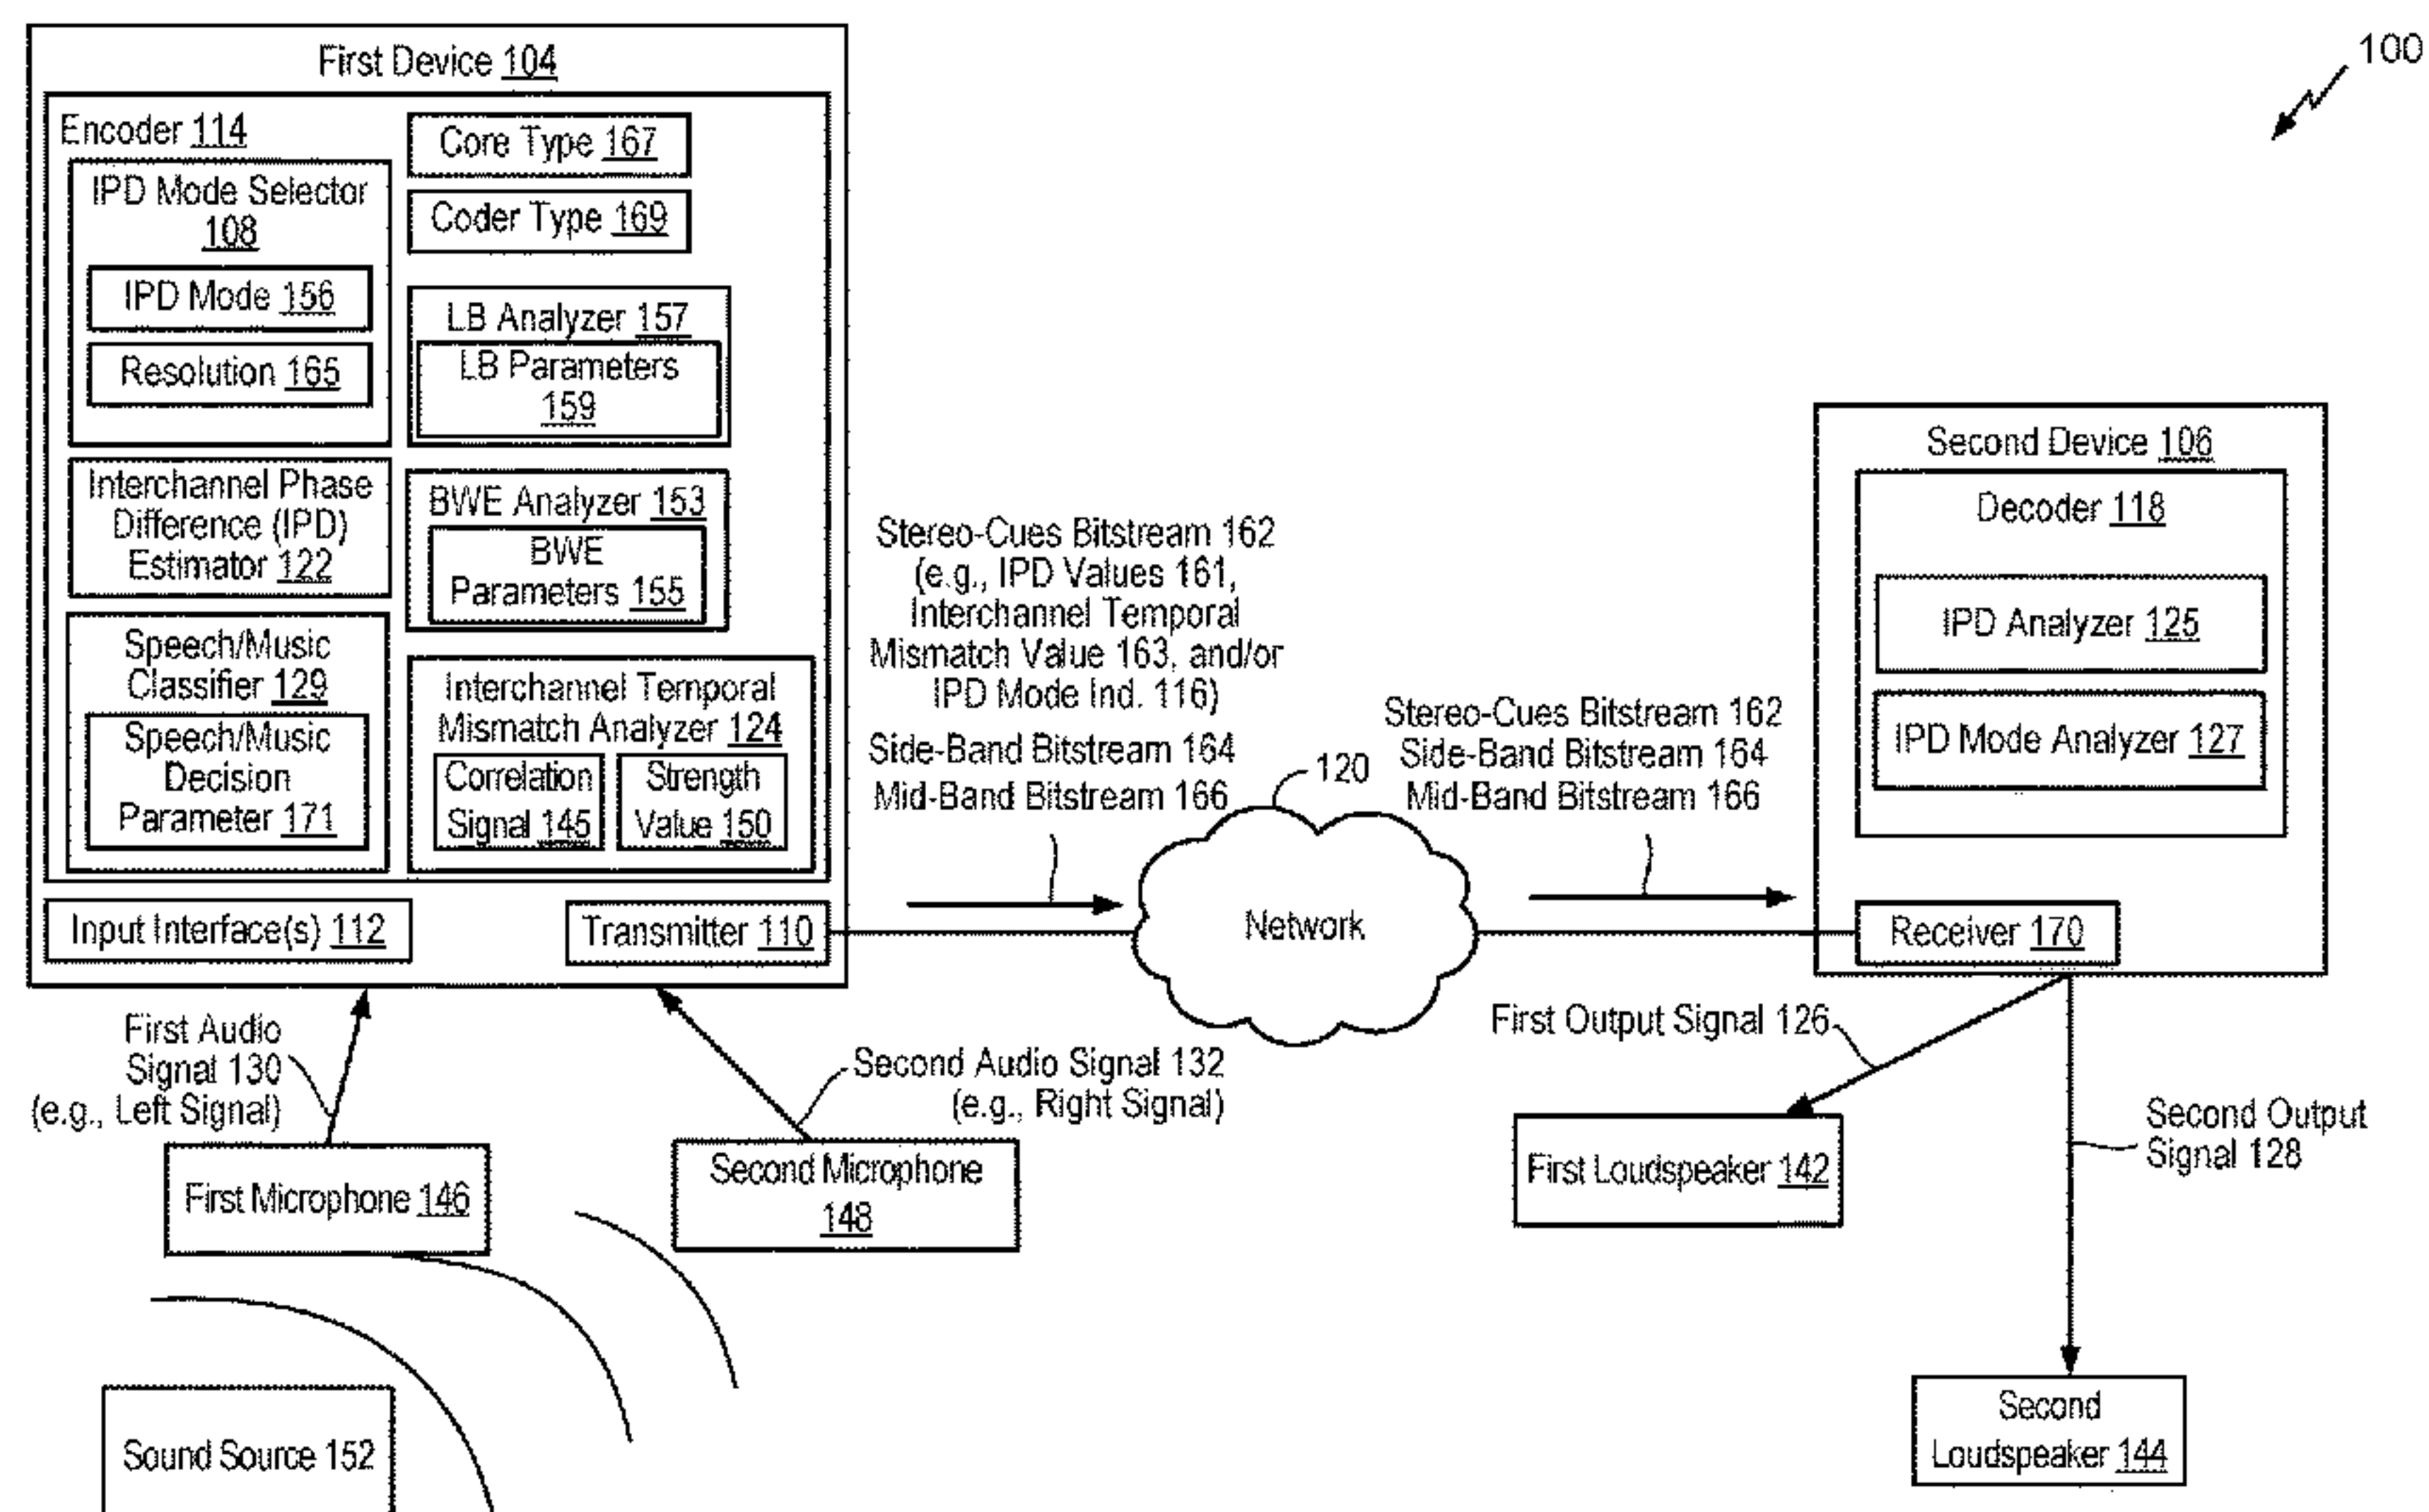 100
First Device 104
Encoder 114
IPD Mode Selector
108
IPD Mode 156
Resolution 165
Interchannel Phase
Difference (IPD)
Estimator 122
Speech/Music
Classifier 129
Speech/Music
Decision
Parameter 171
Core Type 167
Coder Type 169
LB Analyzer 157
LB Parameters
159
BWE Analyzer 153
BWE
Parameters 155
Interchannel Temporal
Mismatch Analyzer 124
Correlation
Signal 145
Strength
Value 150
Input Interface(s) 112
Transmitter 110
Stereo-Cues Bitstream 162
(e.g., IPD Values 161,
Interchannel Temporal
Mismatch Value 163, and/or
IPD Mode Ind. 116)
Side-Band Bitstream 164
Mid-Band Bitstream 166
120
Network
Stereo-Cues Bitstream 162
Side-Band Bitstream 164
Mid-Band Bitstream 166
Second Device 106
Decoder 118
IPD Analyzer 125
IPD Mode Analyzer 127
Receiver 170
First Audio
Signal 130
(e.g., Left Signal)
Second Audio Signal 132
(e.g., Right Signal)
First Microphone 146
Second Microphone
148
Sound Source 152
First Output Signal 126
First Loudspeaker 142
Second Output
Signal 128
Second
Loudspeaker 144